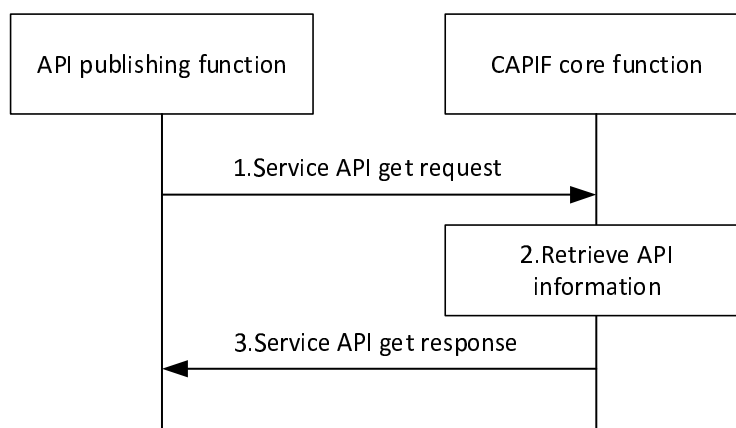 API publishing function
CAPIF core function
1.Service API get request
2.Retrieve API
information
3.Service API get response